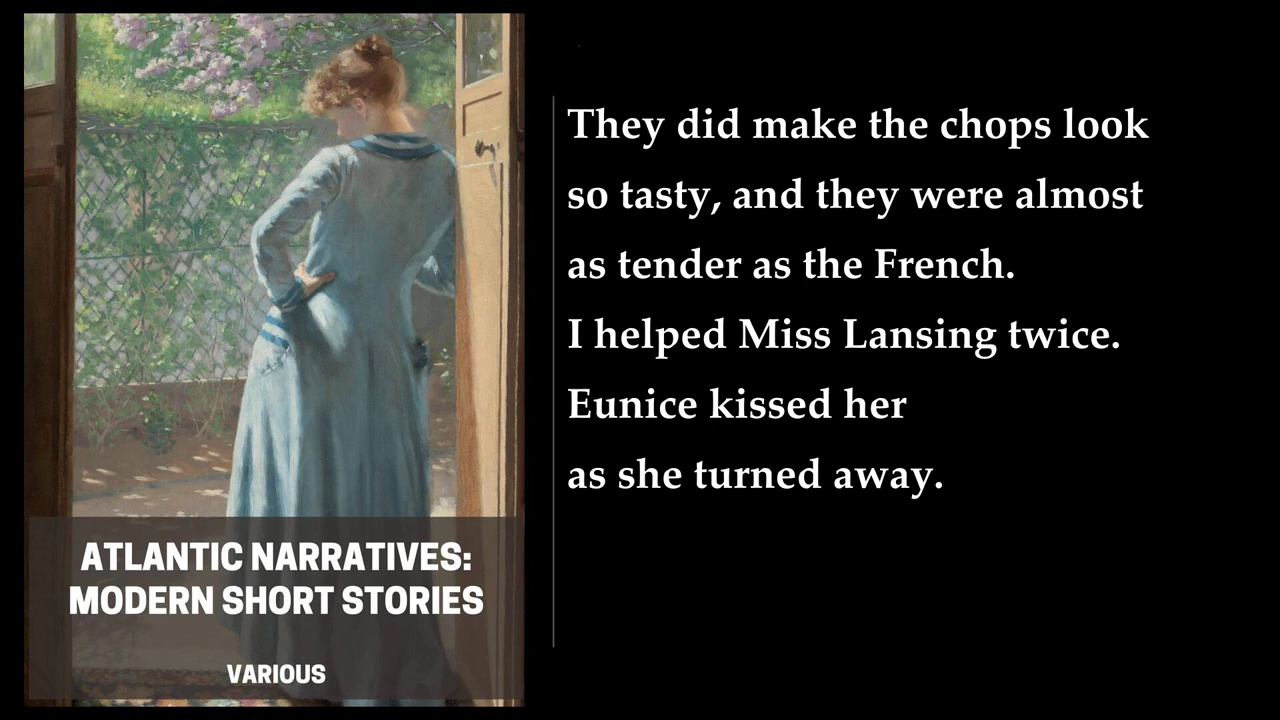 They did make the chops look
so tasty, and they were almost
as tender as the French.
I helped Miss Lansing twice.
Eunice kissed her
as she turned away.
ATLANTIC NARRATIVES:
MODERN SHORT STORIES
VARIOUS